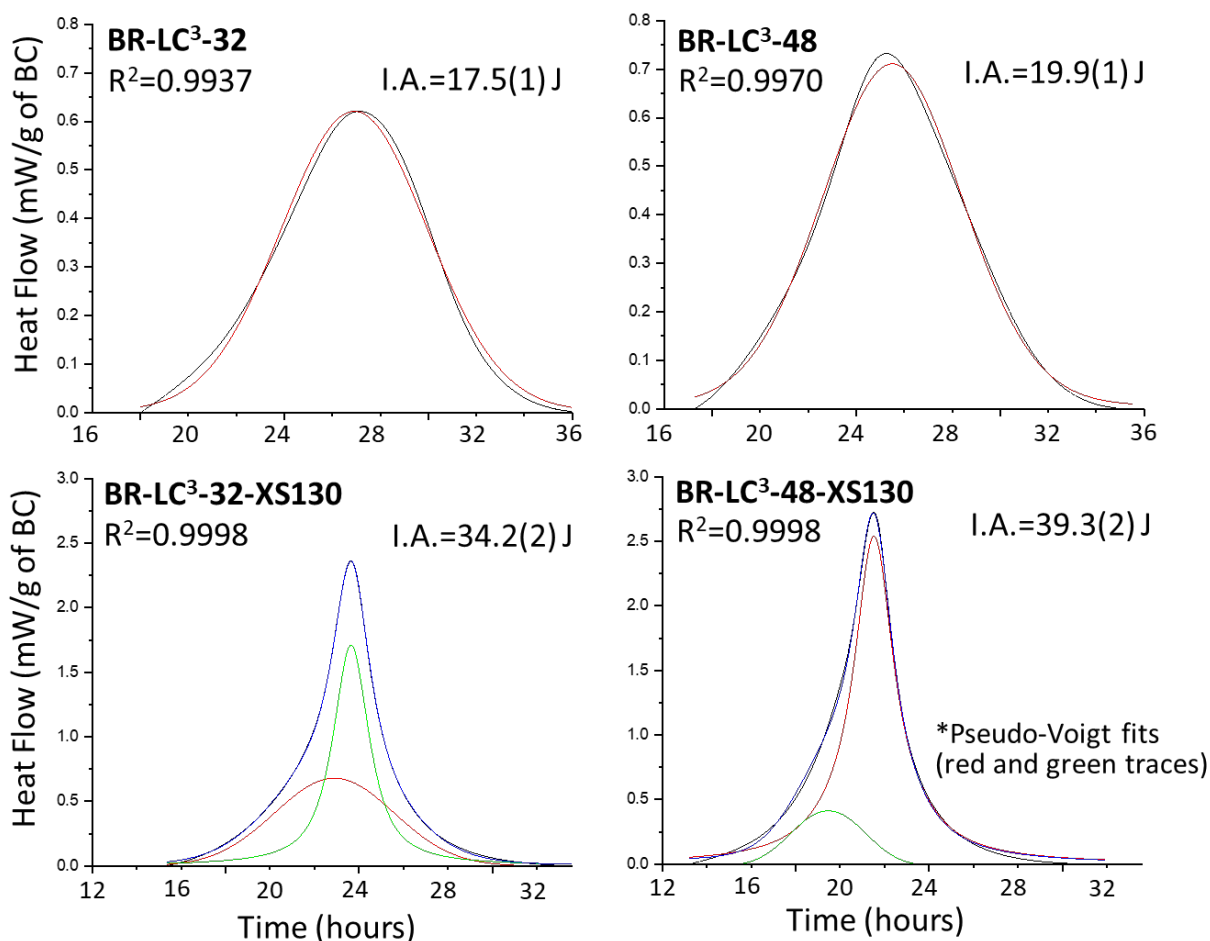 BR-LC³-32
R²=0.9937
I.A.=17.5(1) J
Heat Flow (mW/g of BC)
0.8
0.7
0.6
0.5
0.4
0.3
0.2
0.1
0.0
16 20 24 28 32 36
BR-LC³-48
R²=0.9970
I.A.=19.9(1) J
0.8
0.7
0.6
0.5
0.4
0.3
0.2
0.1
0.0
16 20 24 28 32 36
BR-LC³-32-XS130
R²=0.9998
I.A.=34.2(2) J
Heat Flow (mW/g of BC)
3.0
2.5
2.0
1.5
1.0
0.5
0.0
12 16 20 24 28 32
Time (hours)
BR-LC³-48-XS130
R²=0.9998
I.A.=39.3(2) J
*Pseudo-Voigt fits
(red and green traces)
3.0
2.5
2.0
1.5
1.0
0.5
0.0
12 16 20 24 28 32
Time (hours)